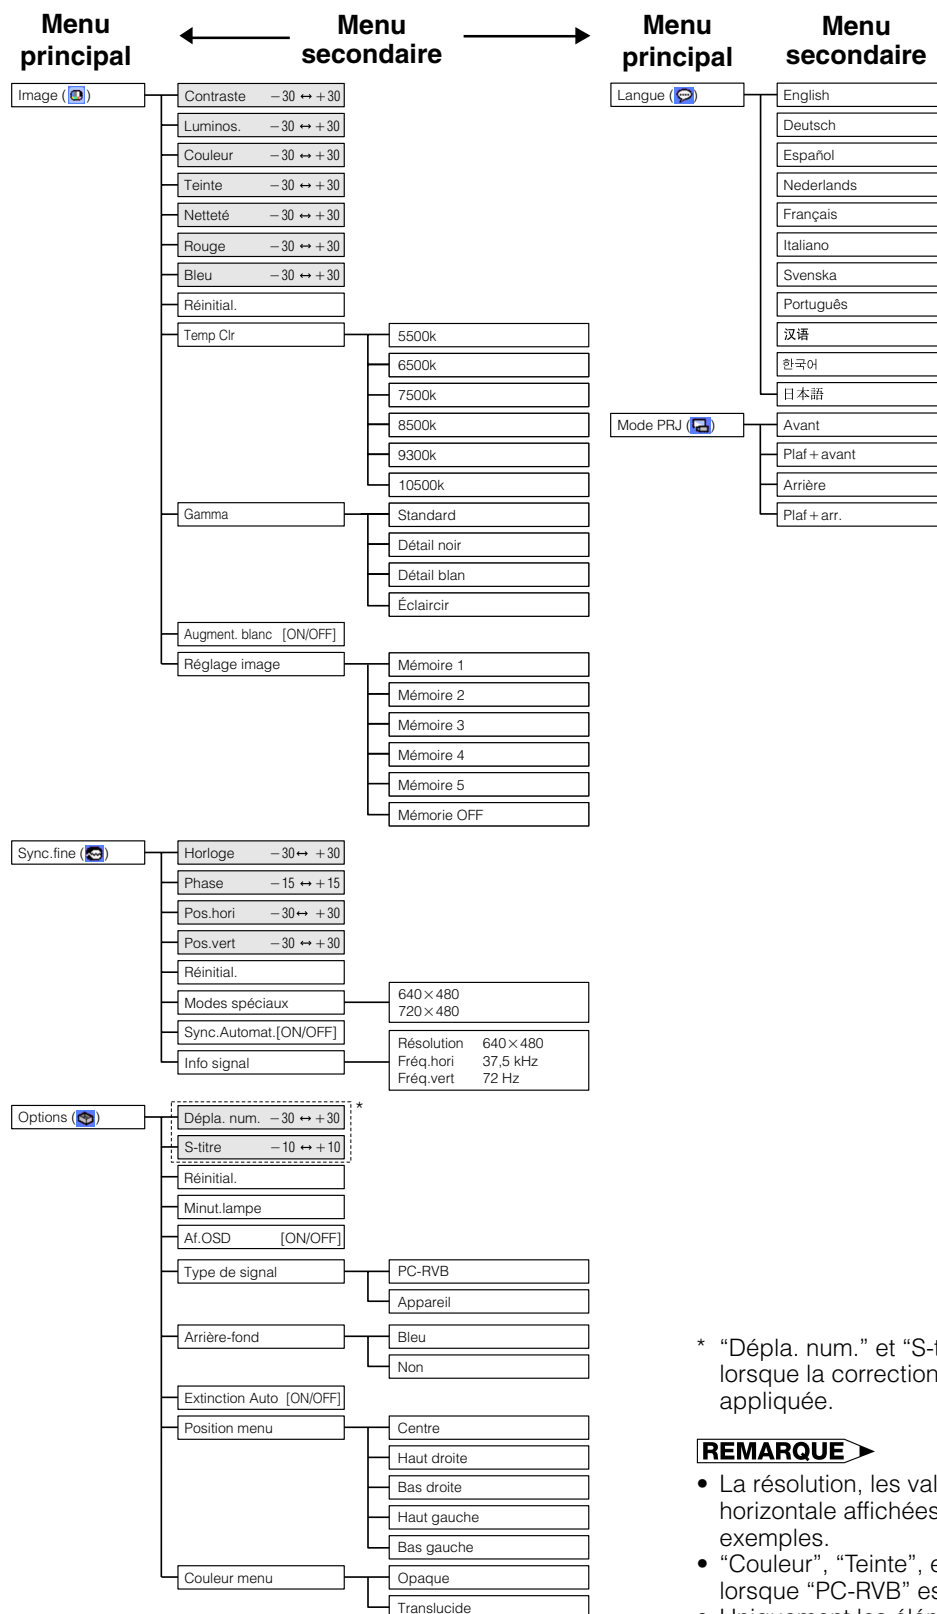 Menu principal
Menu secondaire
Menu principal
Menu secondaire
Image ( )
Contraste −30 ↔ +30
Luminos. −30 ↔ +30
Couleur −30 ↔ +30
Teinte −30 ↔ +30
Netteté −30 ↔ +30
Rouge −30 ↔ +30
Bleu −30 ↔ +30
Réinitial.
Temp Clr
5500k
6500k
7500k
8500k
9300k
10500k
Gamma
Standard
Détail noir
Détail blan
Éclaircir
Augment. blanc [ON/OFF]
Réglage image
Mémoire 1
Mémoire 2
Mémoire 3
Mémoire 4
Mémoire 5
Mémorie OFF
Sync.fine ( )
Horloge −30↔ +30
Phase −15 ↔ +15
Pos.hori −30↔ +30
Pos.vert −30 ↔ +30
Réinitial.
Modes spéciaux
640×480
720×480
Sync.Automat.[ON/OFF]
Info signal
Résolution 640×480
Fréq.hori 37,5 kHz
Fréq.vert 72 Hz
Options ( )
Dépla. num. −30 ↔ +30 *
S-titre −10 ↔ +10
Réinitial.
Minut.lampe
Af.OSD [ON/OFF]
Type de signal
PC-RVB
Appareil
Arrière-fond
Bleu
Non
Extinction Auto [ON/OFF]
Position menu
Centre
Haut droite
Bas droite
Haut gauche
Bas gauche
Couleur menu
Opaque
Translucide
Langue ( )
English
Deutsch
Español
Nederlands
Français
Italiano
Svenska
Português
汉语
한국어
日本語
Mode PRJ ( )
Avant
Plaf+avant
Arrière
Plaf+arr.
* “Dépla. num.” et “S-t
lorsque la correction
appliquée.
REMARQUE
• La résolution, les val
horizontale affichées
exemples.
• “Couleur”, “Teinte”, e
lorsque “PC-RVB” es